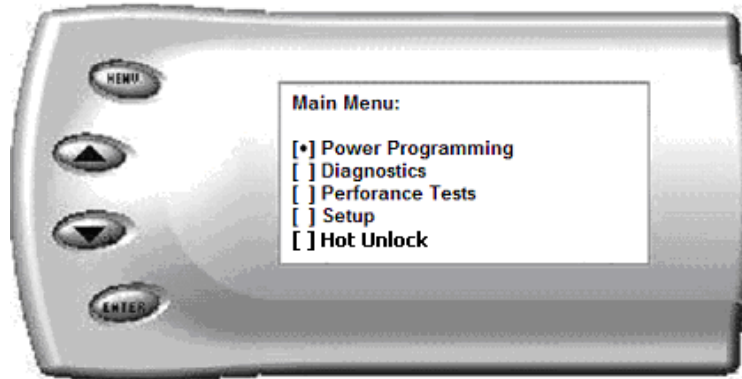 MENU
Main Menu:
[•] Power Programming
[ ] Diagnostics
[ ] Perforance Tests
[ ] Setup
[ ] Hot Unlock
ENTER